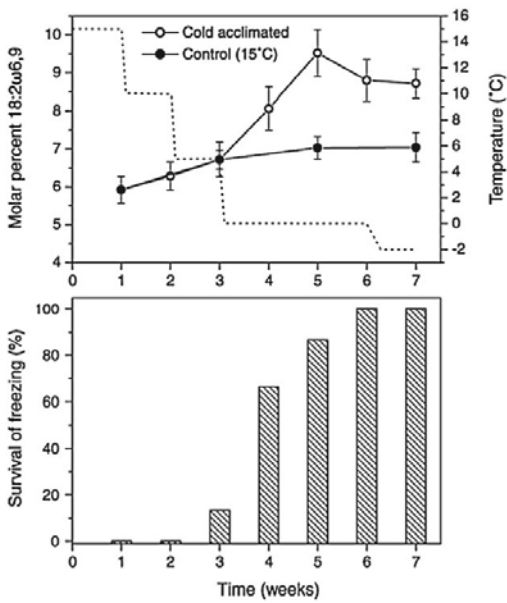 Cold acclimated
Control (15˚C)
Molar percent 18:2ω6,9
10
9
8
7
6
5
4
Temperature (˚C)
16
14
12
10
8
6
4
2
0
-2
0 1 2 3 4 5 6 7
Survival of freezing (%)
100
80
60
40
20
0
0 1 2 3 4 5 6 7
Time (weeks)